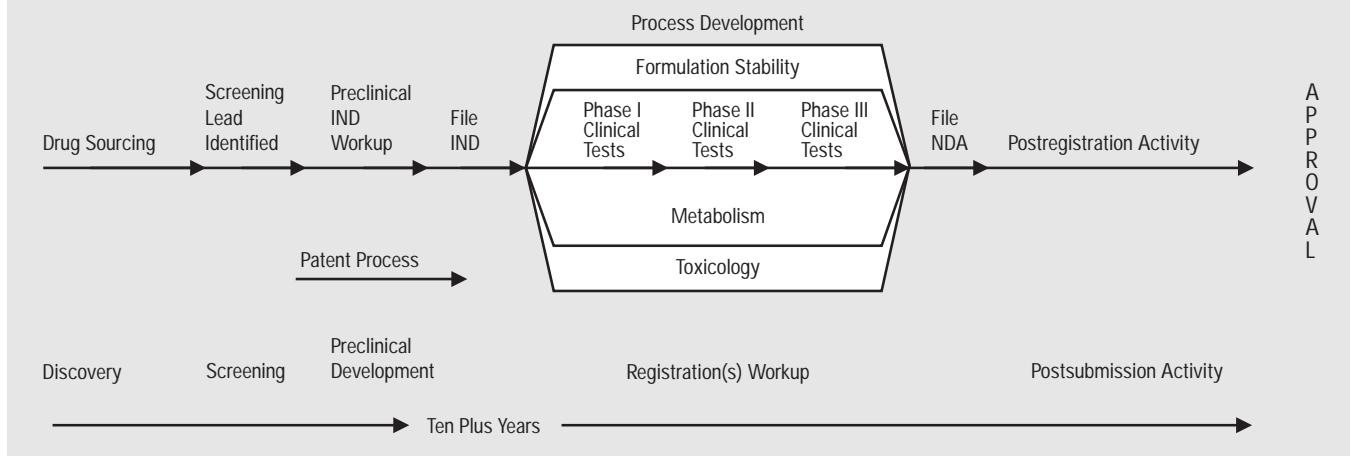 Process Development
Formulation Stability
Drug Sourcing
Screening
Lead
Identified
Preclinical
IND
Workup
File
IND
Phase I
Clinical
Tests
Phase II
Clinical
Tests
Phase III
Clinical
Tests
File
NDA
Postregistration Activity
A
P
P
R
O
V
A
L
Metabolism
Toxicology
Patent Process
Discovery
Screening
Preclinical
Development
Registration(s) Workup
Postsubmission Activity
Ten Plus Years